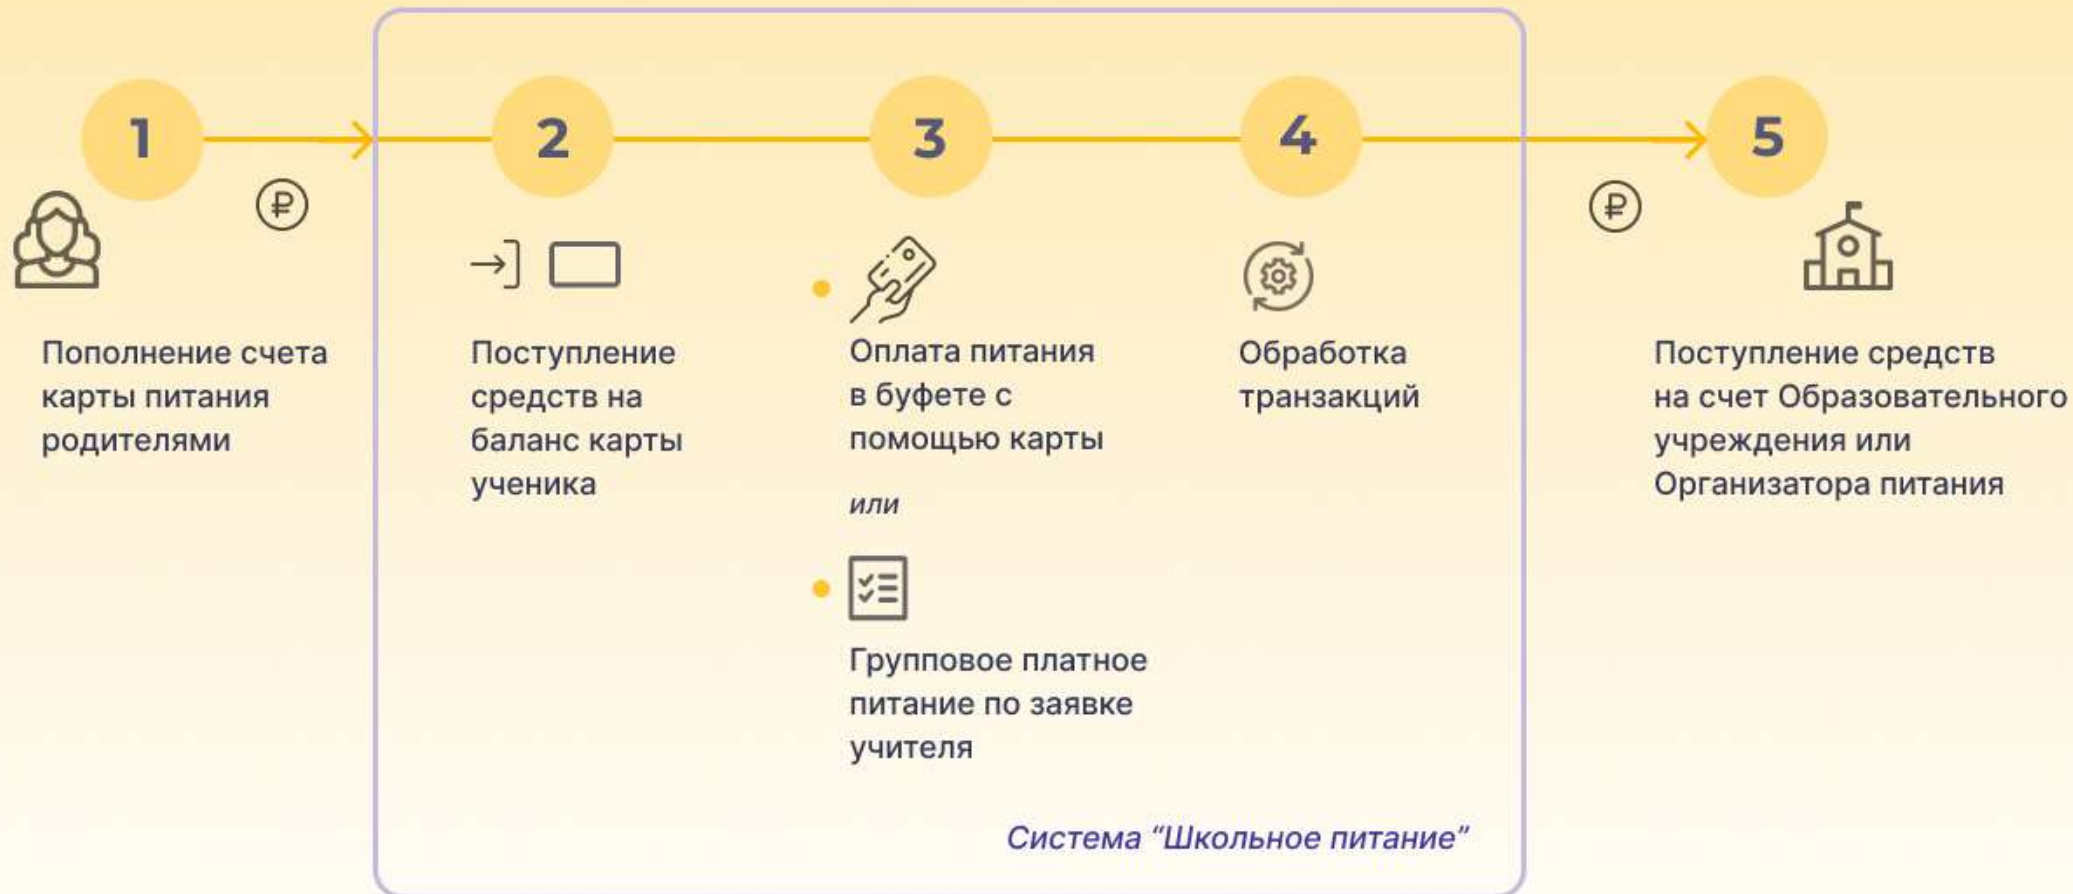 1
2
3
4
5
₽
₽
Пополнение счета
карты питания
родителями
Поступление
средств на
баланс карты
ученика
Оплата питания
в буфете с
помощью карты
или
Групповое платное
питание по заявке
учителя
Обработка
транзакций
Поступление средств
на счет Образовательного
учреждения или
Организатора питания
Система “Школьное питание”